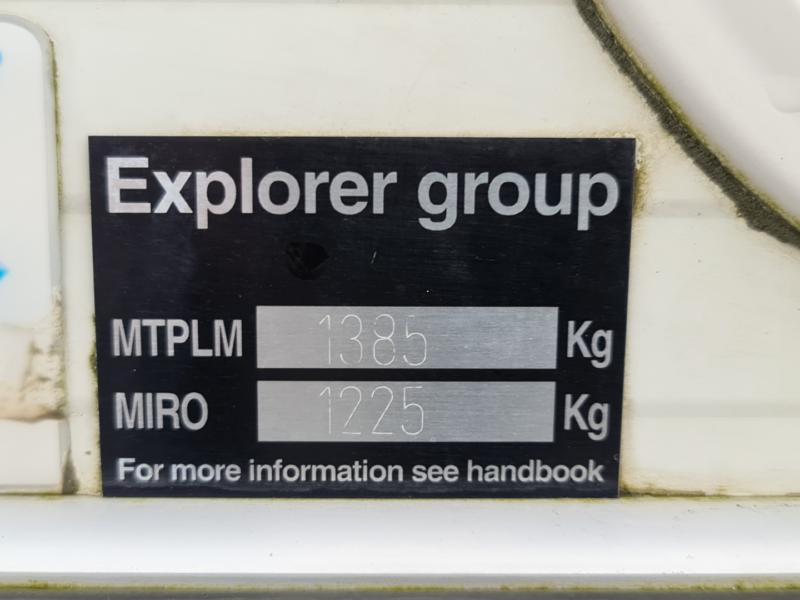 Explorer group
MTPLM 1385 Kg
MIRO 1225 Kg
For more information see handbook